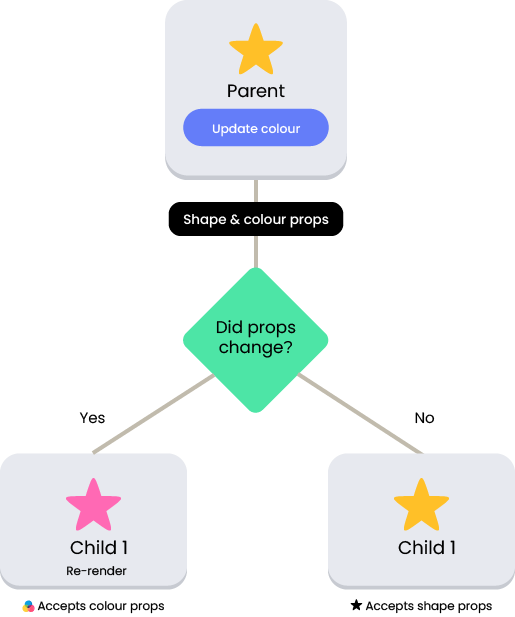 Parent
Update colour
Shape & colour props
Did props
change?
Yes
No
Child 1
Re-render
Accepts colour props
Child 1
Accepts shape props